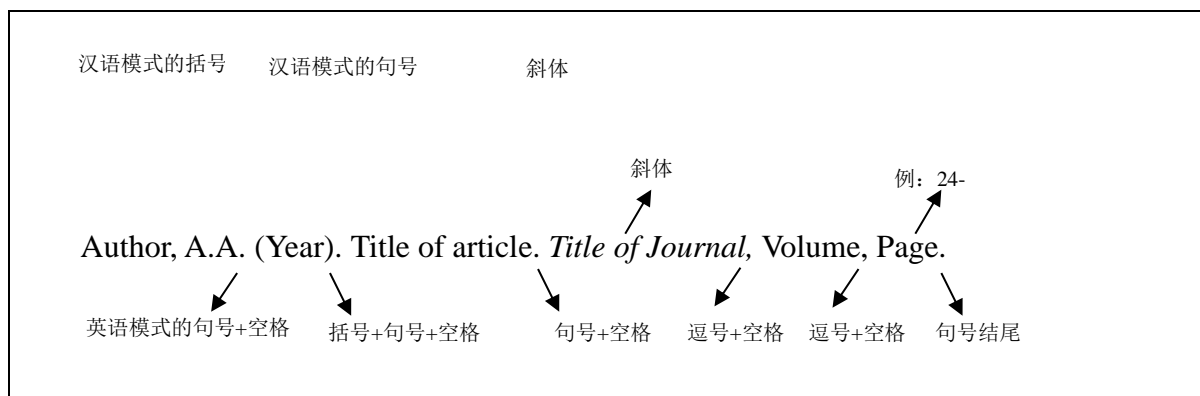 汉语模式的括号 汉语模式的句号 斜体
斜体
例：24-
Author, A.A. (Year). Title of article. Title of Journal, Volume, Page.
英语模式的句号+空格 括号+句号+空格 句号+空格 逗号+空格 逗号+空格 句号结尾